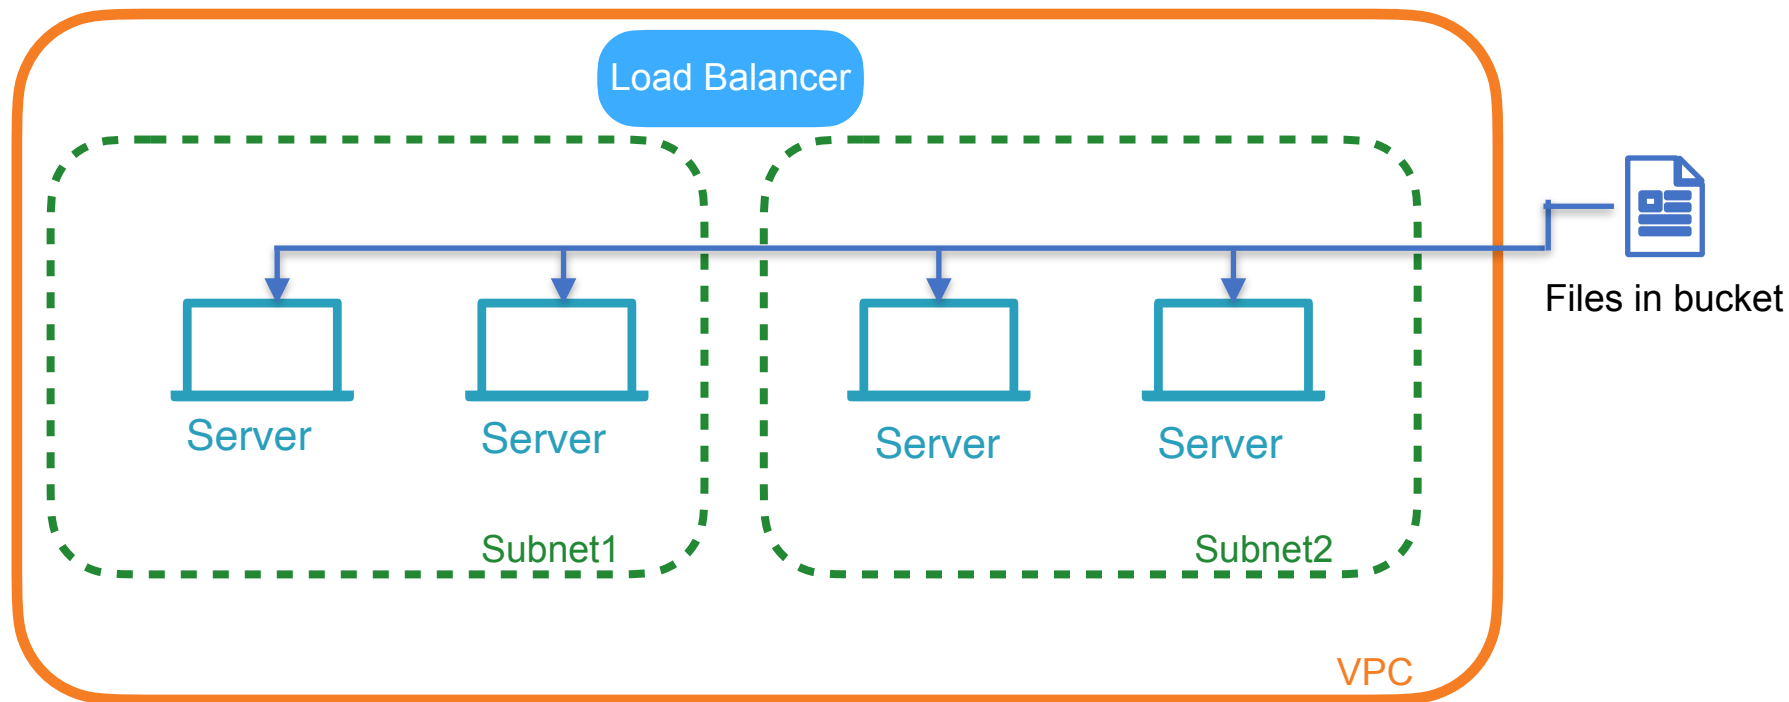 Load Balancer
Files in bucket
Server
Server
Server
Server
Subnet1
Subnet2
VPC